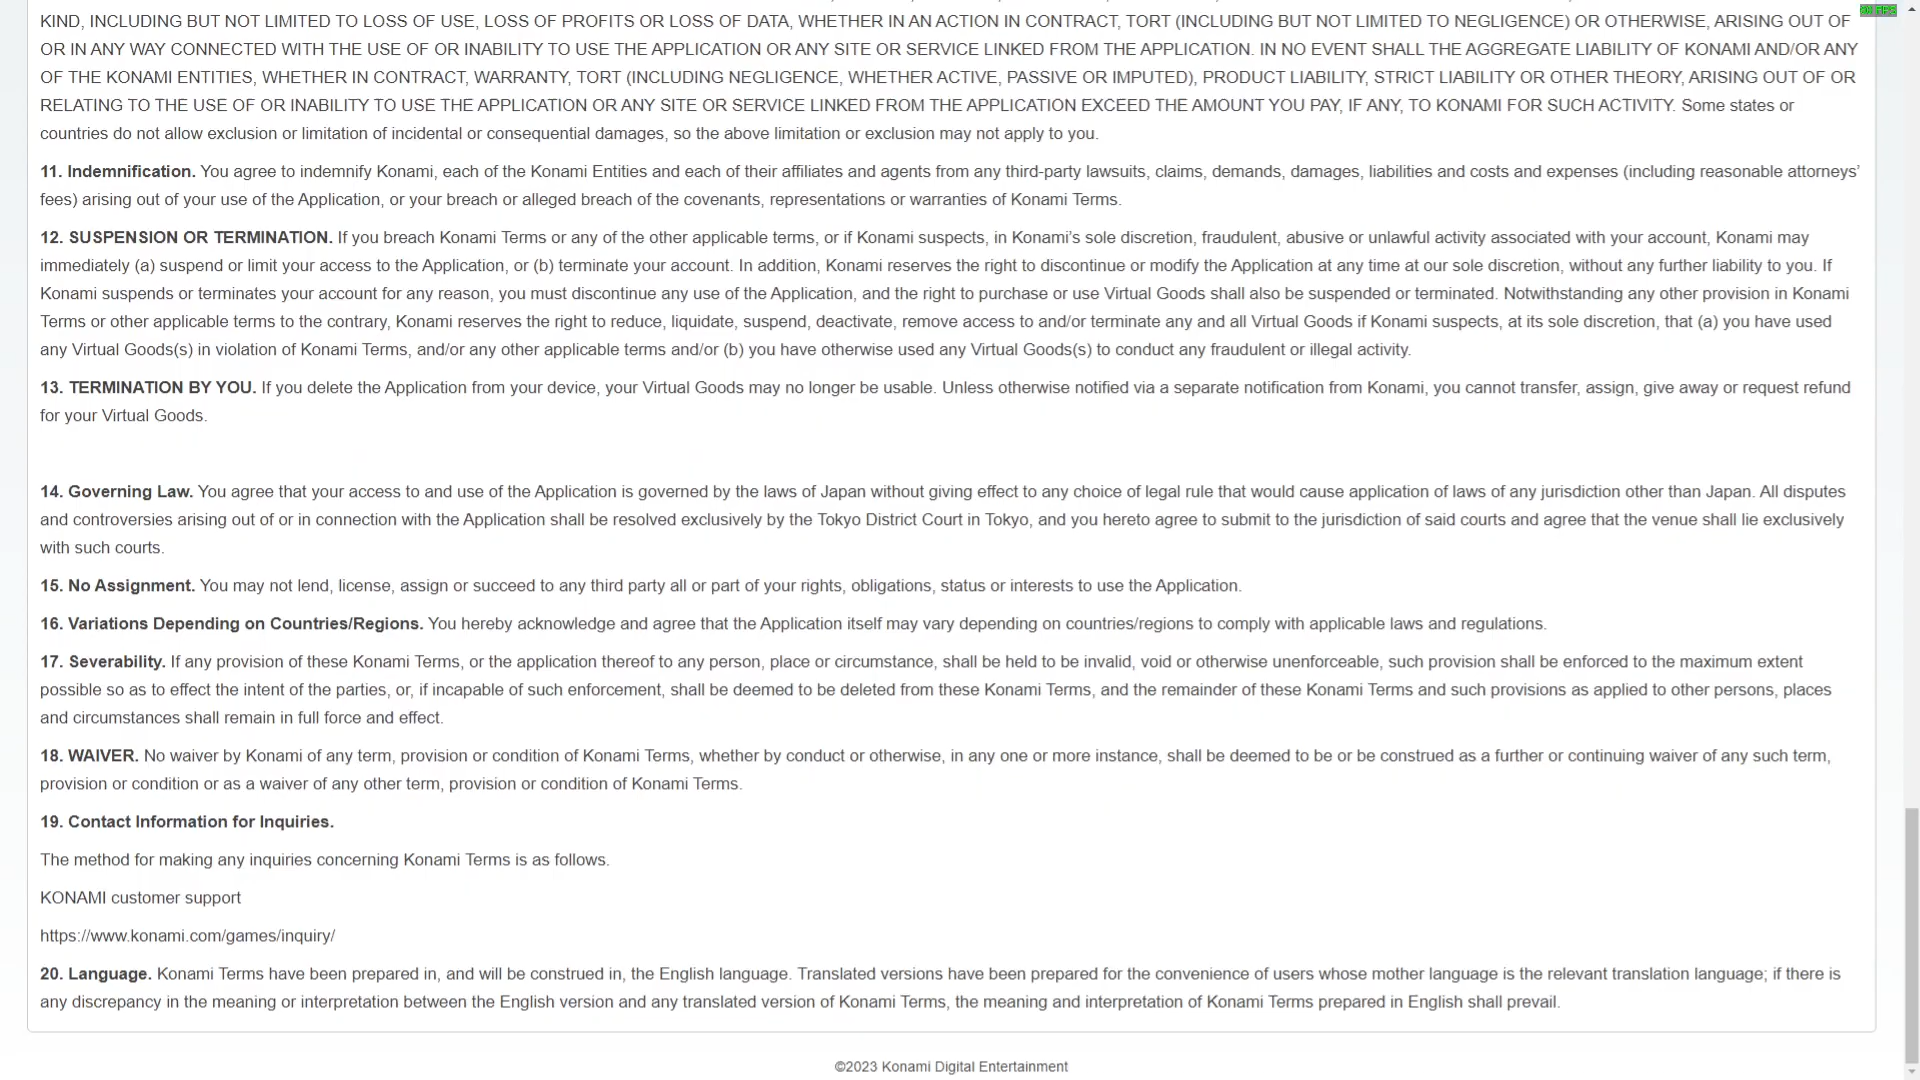 KIND, INCLUDING BUT NOT LIMITED TO LOSS OF USE, LOSS OF PROFITS OR LOSS OF DATA, WHETHER IN AN ACTION IN CONTRACT, TORT (INCLUDING BUT NOT LIMITED TO NEGLIGENCE) OR OTHERWISE, ARISING OUT OF
OR IN ANY WAY CONNECTED WITH THE USE OF OR INABILITY TO USE THE APPLICATION OR ANY SITE OR SERVICE LINKED FROM THE APPLICATION. IN NO EVENT SHALL THE AGGREGATE LIABILITY OF KONAMI AND/OR ANY
OF THE KONAMI ENTITIES, WHETHER IN CONTRACT, WARRANTY, TORT (INCLUDING NEGLIGENCE, WHETHER ACTIVE, PASSIVE OR IMPUTED), PRODUCT LIABILITY, STRICT LIABILITY OR OTHER THEORY, ARISING OUT OF OR
RELATING TO THE USE OF OR INABILITY TO USE THE APPLICATION OR ANY SITE OR SERVICE LINKED FROM THE APPLICATION EXCEED THE AMOUNT YOU PAY, IF ANY, TO KONAMI FOR SUCH ACTIVITY. Some states or
countries do not allow exclusion or limitation of incidental or consequential damages, so the above limitation or exclusion may not apply to you.
11. Indemnification. You agree to indemnify Konami, each of the Konami Entities and each of their affiliates and agents from any third-party lawsuits, claims, demands, damages, liabilities and costs and expenses (including reasonable attorneys’
fees) arising out of your use of the Application, or your breach or alleged breach of the covenants, representations or warranties of Konami Terms.
12. SUSPENSION OR TERMINATION. If you breach Konami Terms or any of the other applicable terms, or if Konami suspects, in Konami’s sole discretion, fraudulent, abusive or unlawful activity associated with your account, Konami may
immediately (a) suspend or limit your access to the Application, or (b) terminate your account. In addition, Konami reserves the right to discontinue or modify the Application at any time at our sole discretion, without any further liability to you. If
Konami suspends or terminates your account for any reason, you must discontinue any use of the Application, and the right to purchase or use Virtual Goods shall also be suspended or terminated. Notwithstanding any other provision in Konami
Terms or other applicable terms to the contrary, Konami reserves the right to reduce, liquidate, suspend, deactivate, remove access to and/or terminate any and all Virtual Goods if Konami suspects, at its sole discretion, that (a) you have used
any Virtual Goods(s) in violation of Konami Terms, and/or any other applicable terms and/or (b) you have otherwise used any Virtual Goods(s) to conduct any fraudulent or illegal activity.
13. TERMINATION BY YOU. If you delete the Application from your device, your Virtual Goods may no longer be usable. Unless otherwise notified via a separate notification from Konami, you cannot transfer, assign, give away or request refund
for your Virtual Goods.
14. Governing Law. You agree that your access to and use of the Application is governed by the laws of Japan without giving effect to any choice of legal rule that would cause application of laws of any jurisdiction other than Japan. All disputes
and controversies arising out of or in connection with the Application shall be resolved exclusively by the Tokyo District Court in Tokyo, and you hereto agree to submit to the jurisdiction of said courts and agree that the venue shall lie exclusively
with such courts.
15. No Assignment. You may not lend, license, assign or succeed to any third party all or part of your rights, obligations, status or interests to use the Application.
16. Variations Depending on Countries/Regions. You hereby acknowledge and agree that the Application itself may vary depending on countries/regions to comply with applicable laws and regulations.
17. Severability. If any provision of these Konami Terms, or the application thereof to any person, place or circumstance, shall be held to be invalid, void or otherwise unenforceable, such provision shall be enforced to the maximum extent
possible so as to effect the intent of the parties, or, if incapable of such enforcement, shall be deemed to be deleted from these Konami Terms, and the remainder of these Konami Terms and such provisions as applied to other persons, places
and circumstances shall remain in full force and effect.
18. WAIVER. No waiver by Konami of any term, provision or condition of Konami Terms, whether by conduct or otherwise, in any one or more instance, shall be deemed to be or be construed as a further or continuing waiver of any such term,
provision or condition or as a waiver of any other term, provision or condition of Konami Terms.
19. Contact Information for Inquiries.
The method for making any inquiries concerning Konami Terms is as follows.
KONAMI customer support
https://www.konami.com/games/inquiry/
20. Language. Konami Terms have been prepared in, and will be construed in, the English language. Translated versions have been prepared for the convenience of users whose mother language is the relevant translation language; if there is
any discrepancy in the meaning or interpretation between the English version and any translated version of Konami Terms, the meaning and interpretation of Konami Terms prepared in English shall prevail.
©2023 Konami Digital Entertainment